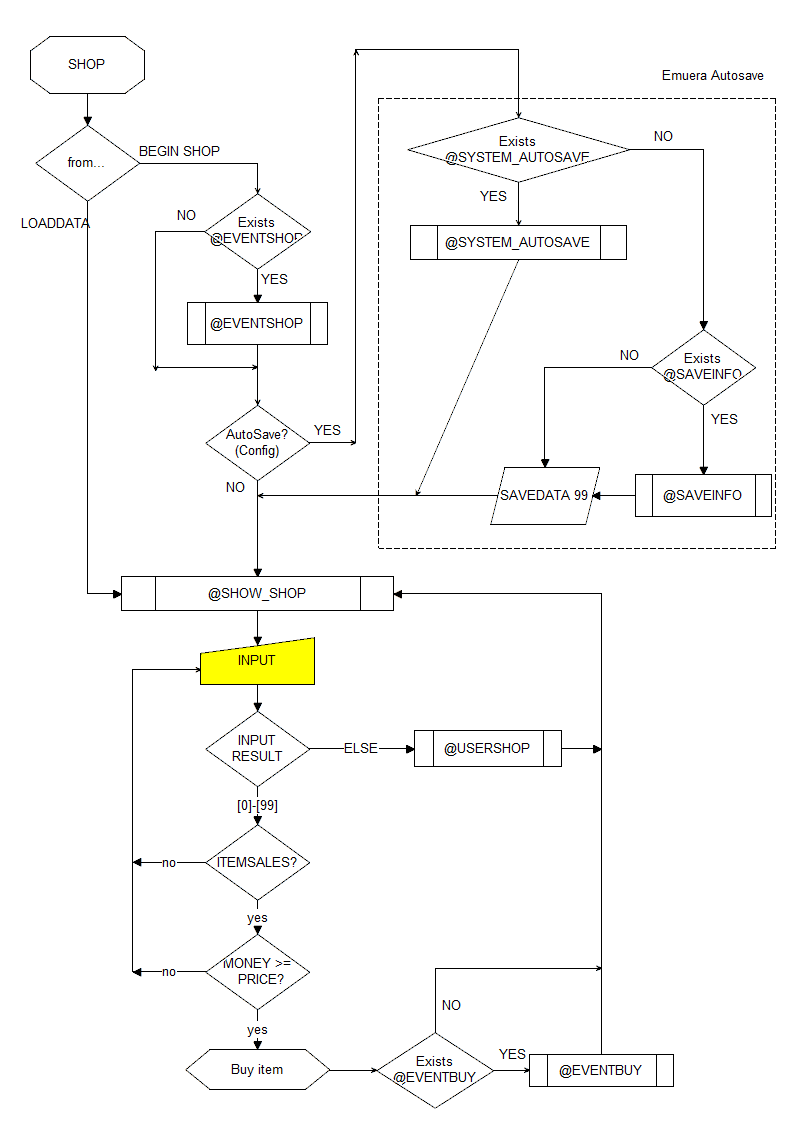 Emuera Autosave
SHOP
from...
BEGIN SHOP
LOADDATA
NO
Exists
@EVENTSHOP
YES
@EVENTSHOP
AutoSave?
(Config)
YES
NO
Exists
@SYSTEM_AUTOSAVE
NO
YES
@SYSTEM_AUTOSAVE
NO
Exists
@SAVEINFO
YES
SAVEDATA 99
@SAVEINFO
@SHOW_SHOP
INPUT
INPUT
RESULT
ELSE
@USERSHOP
[0]-[99]
no
ITEMSALES?
yes
no
MONEY >=
PRICE?
yes
Buy item
NO
Exists
@EVENTBUY
YES
@EVENTBUY